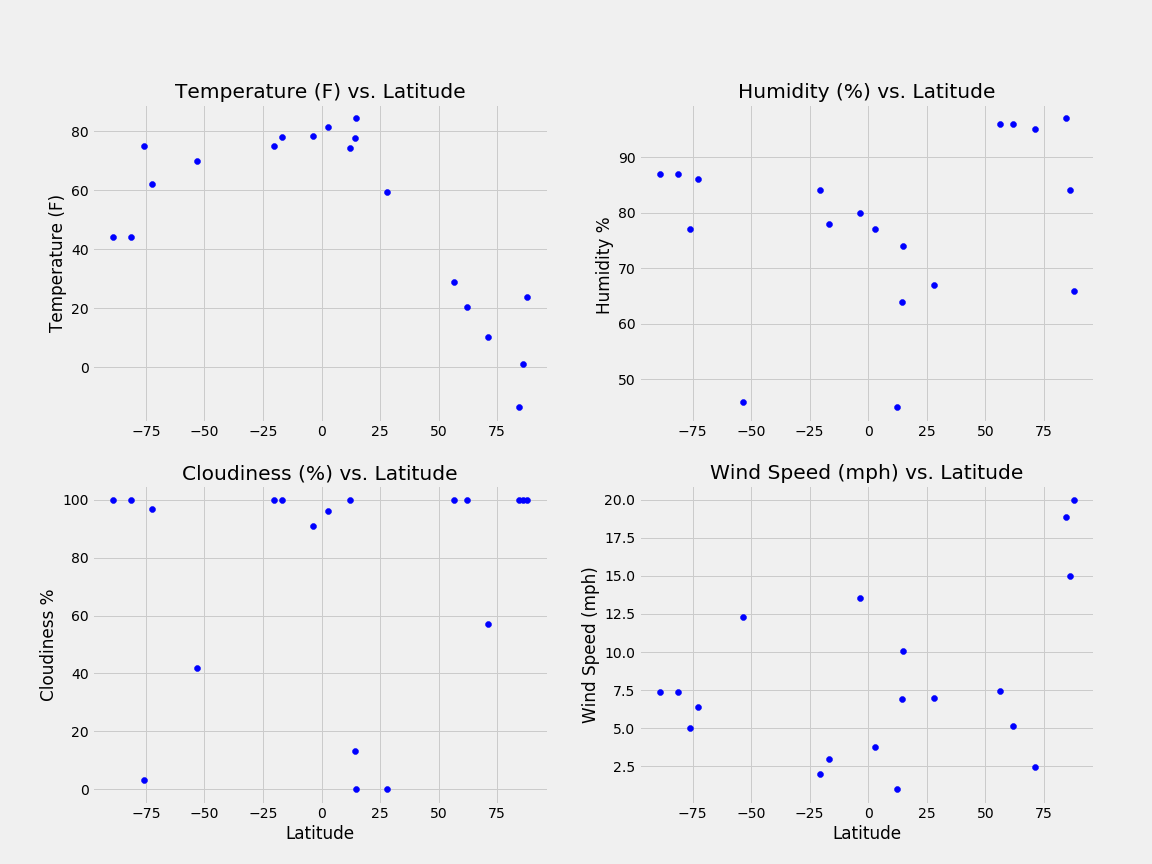 Temperature (F) vs. Latitude
Temperature (F)
80
60
40
20
0
−75 −50 −25 0 25 50 75
Humidity (%) vs. Latitude
Humidity %
90
80
70
60
50
−75 −50 −25 0 25 50 75
Cloudiness (%) vs. Latitude
Cloudiness %
100
80
60
40
20
0
−75 −50 −25 0 25 50 75
Latitude
Wind Speed (mph) vs. Latitude
Wind Speed (mph)
20.0
17.5
15.0
12.5
10.0
7.5
5.0
2.5
−75 −50 −25 0 25 50 75
Latitude